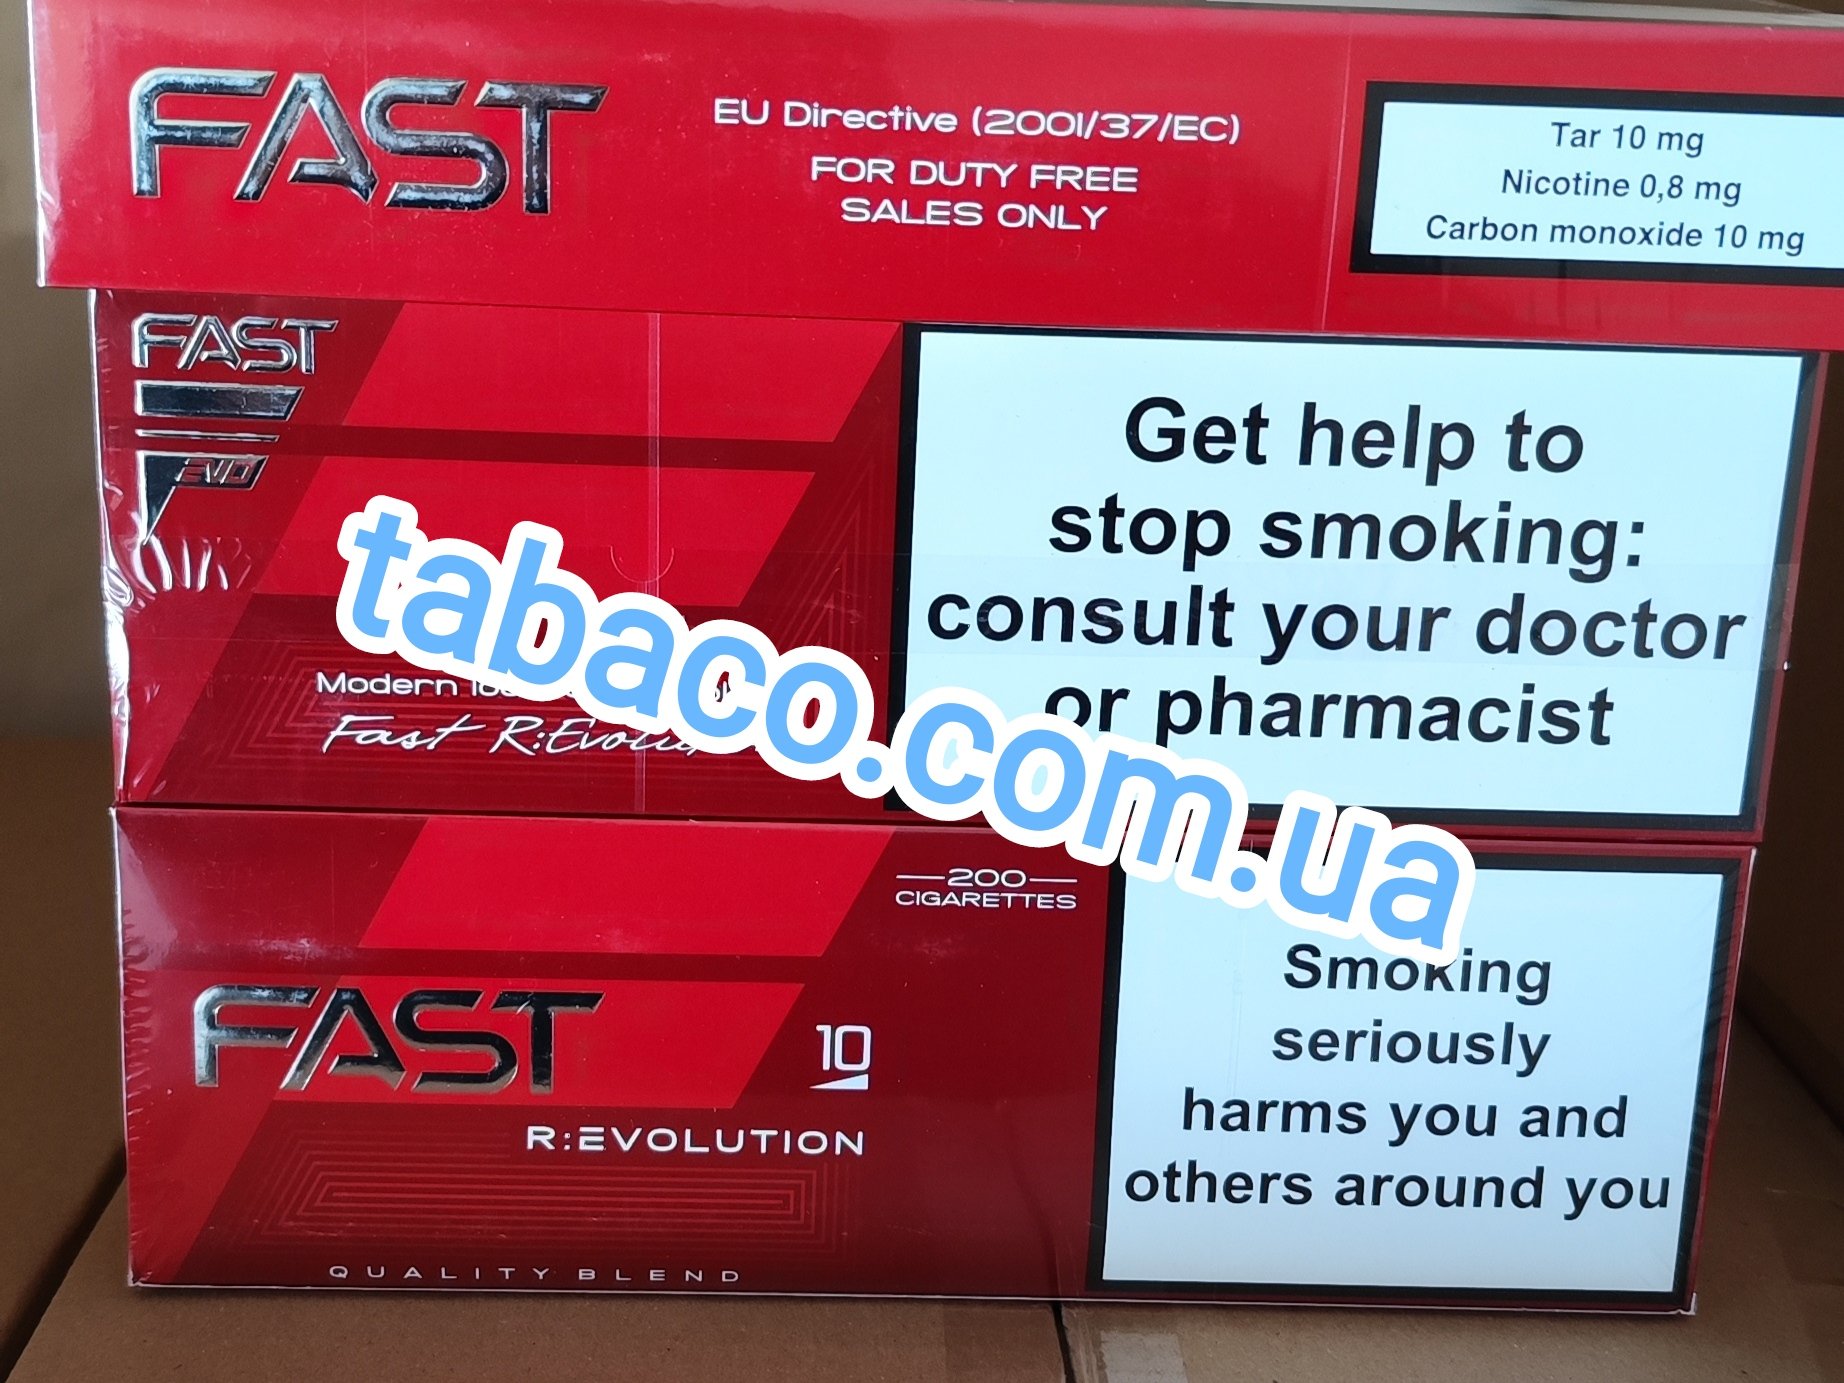 FAST
EU Directive (2001/37/EC)
FOR DUTY FREE
SALES ONLY
Tar 10 mg
Nicotine 0,8 mg
Carbon monoxide 10 mg
FAST
EVO
Modern
Fast
Get help to
stop smoking:
consult your doctor
or pharmacist
tabaco.com.ua
200
CIGARETTES
FAST
10
R:EVOLUTION
QUALITY BLEND
Smoking
seriously
harms you and
others around you